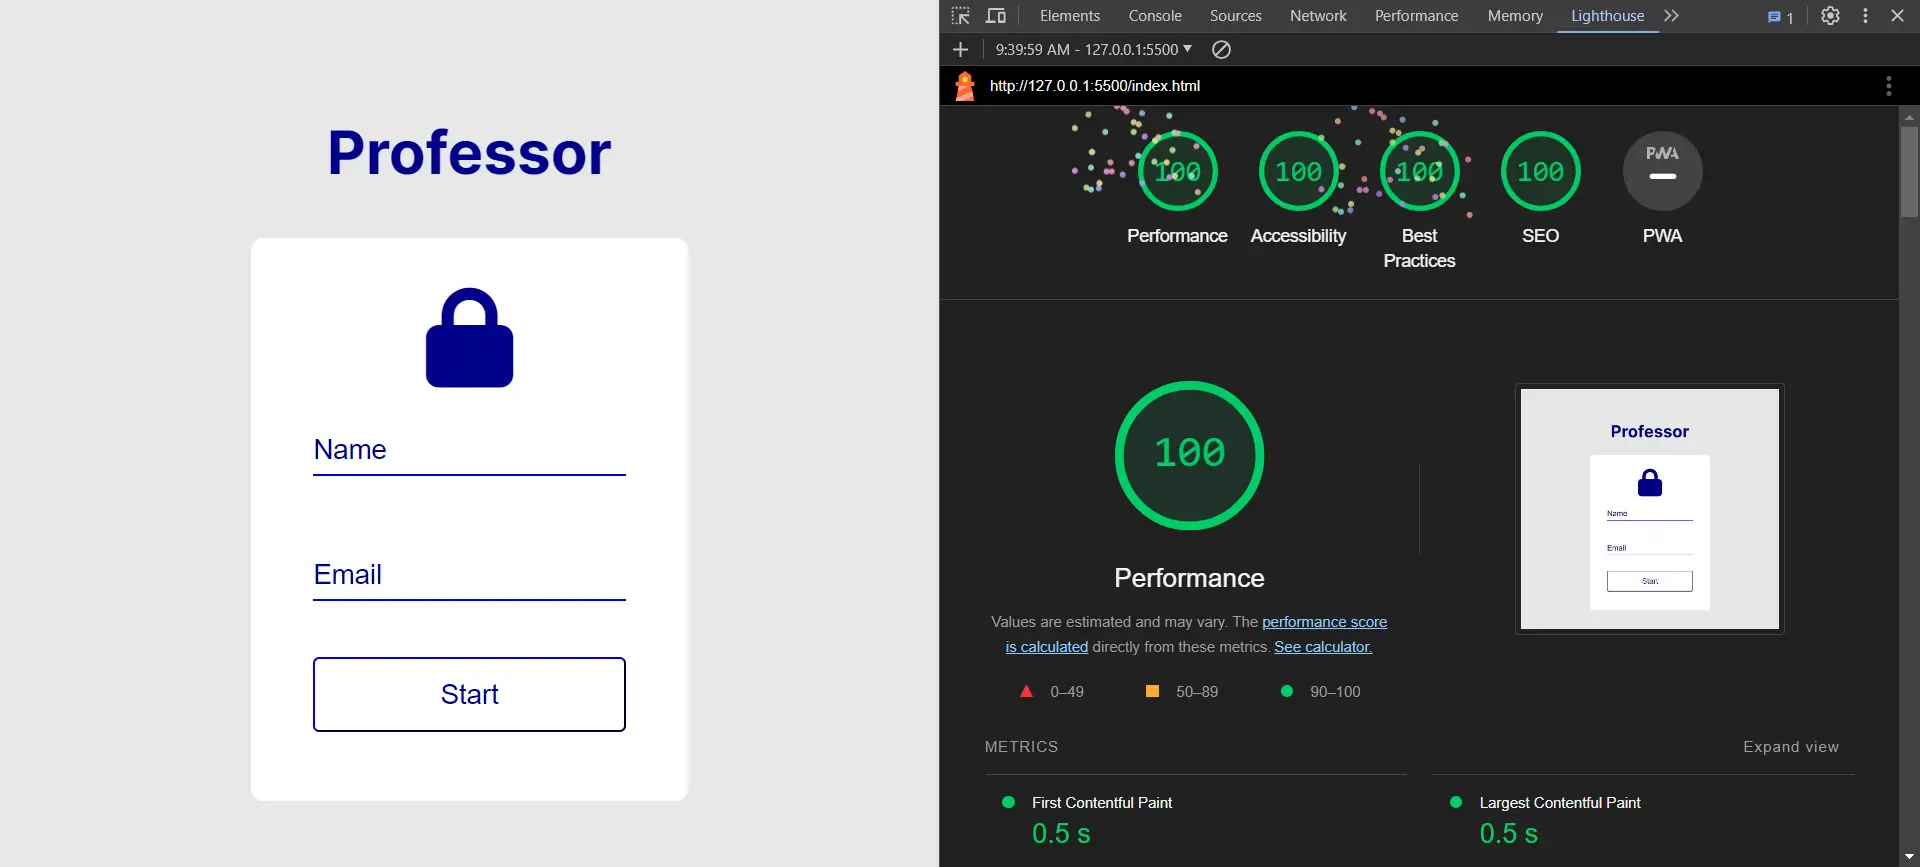 Professor
Name
Email
Start
Elements Console Sources Network Performance Memory Lighthouse 1
9:39:59 AM - 127.0.0.1:5500
http://127.0.0.1:5500/index.html
100 100 100 100 PWA
Performance Accessibility Best Practices SEO PWA
100
Performance
Values are estimated and may vary. The performance score
is calculated directly from these metrics. See calculator.
0–49 50–89 90–100
METRICS Expand view
First Contentful Paint Largest Contentful Paint
0.5 s 0.5 s
Professor
Name
Email
Start